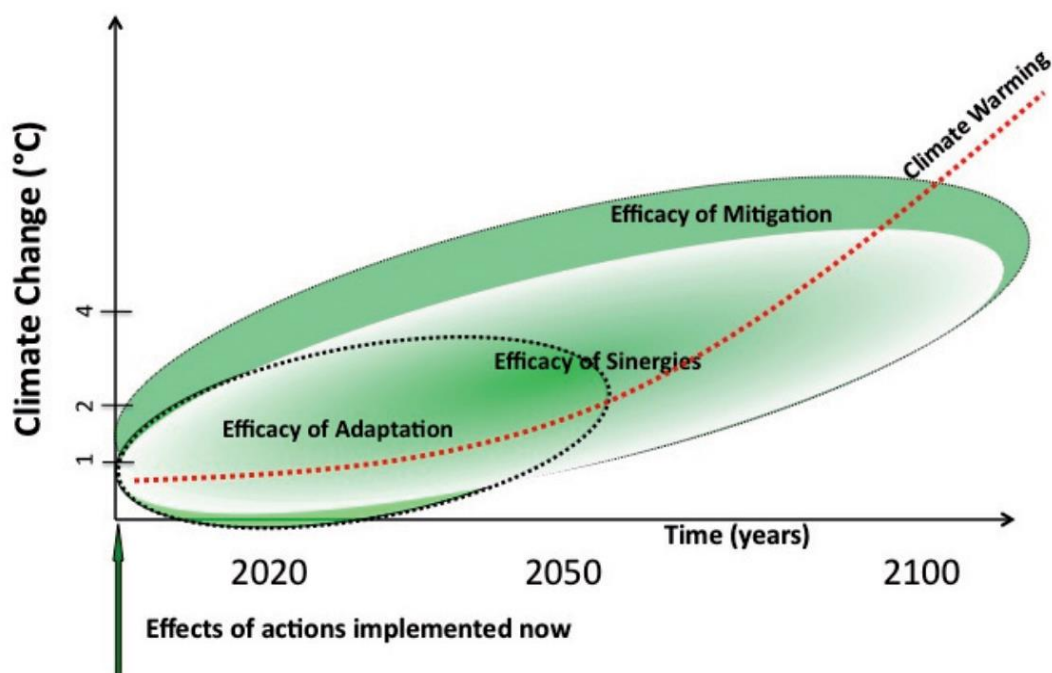 Climate Change (°C)
4
2
1
Climate Warming
Efficacy of Mitigation
Efficacy of Sinergies
Efficacy of Adaptation
Time (years)
2020
2050
2100
Effects of actions implemented now